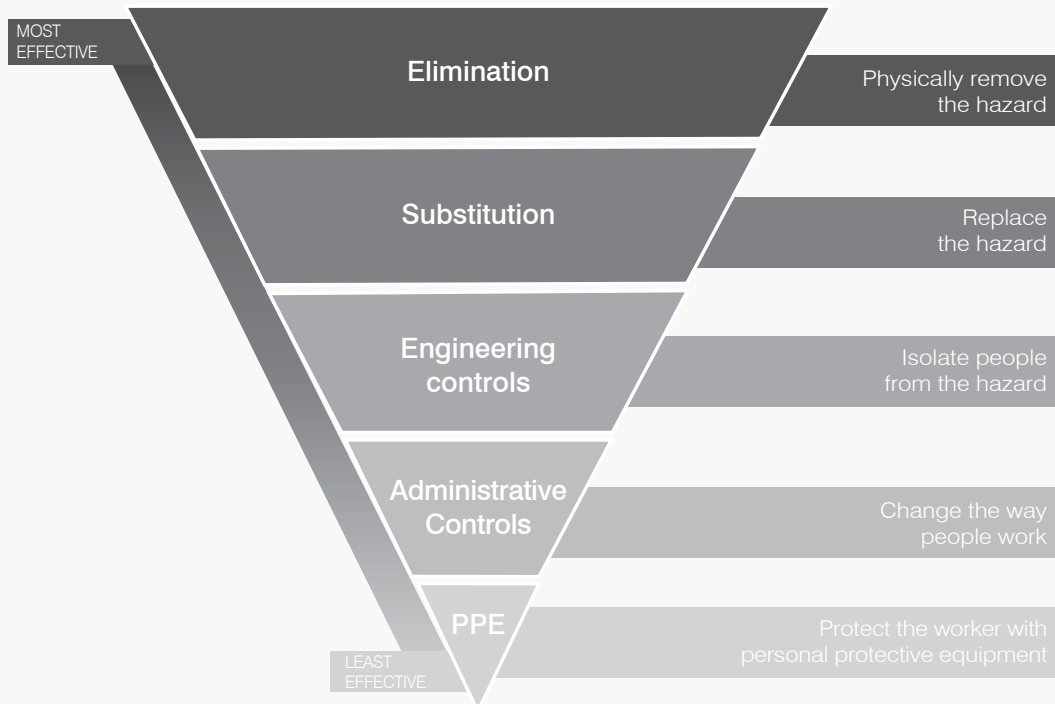 MOST
EFFECTIVE
Elimination
Physically remove
the hazard
Substitution
Replace
the hazard
Engineering
controls
Isolate people
from the hazard
Administrative
Controls
Change the way
people work
PPE
Protect the worker with
personal protective equipment
LEAST
EFFECTIVE